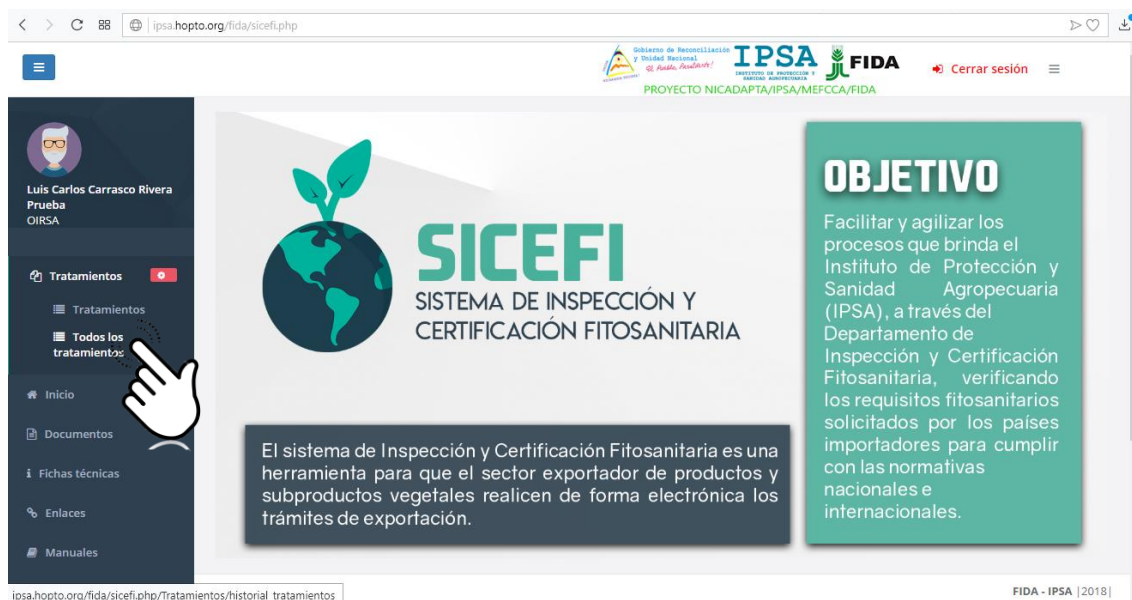 ipsa.hopto.org/fida/sicefi.php
Gobierno de Reconciliación
y Unidad Nacional
El Pueblo, Presidente!
IPSA
INSTITUTO DE PROTECCIÓN Y
SANIDAD AGROPECUARIA
FIDA
PROYECTO NICADAPTA/IPSA/MEFCCA/FIDA
Cerrar sesión
Luis Carlos Carrasco Rivera
Prueba
OIRSA
Tratamientos
Tratamientos
Todos los
tratamientos
Inicio
Documentos
Fichas técnicas
Enlaces
Manuales
SICEFI
SISTEMA DE INSPECCIÓN Y
CERTIFICACIÓN FITOSANITARIA
El sistema de Inspección y Certificación Fitosanitaria es una
herramienta para que el sector exportador de productos y
subproductos vegetales realicen de forma electrónica los
trámites de exportación.
OBJETIVO
Facilitar y agilizar los
procesos que brinda el
Instituto de Protección y
Sanidad Agropecuaria
(IPSA), a través del
Departamento de
Inspección y Certificación
Fitosanitaria, verificando
los requisitos fitosanitarios
solicitados por los países
importadores para cumplir
con las normativas
nacionales e
internacionales.
FIDA - IPSA |2018|
ipsa.hopto.org/fida/sicefi.php/Tratamientos/historial_tratamientos